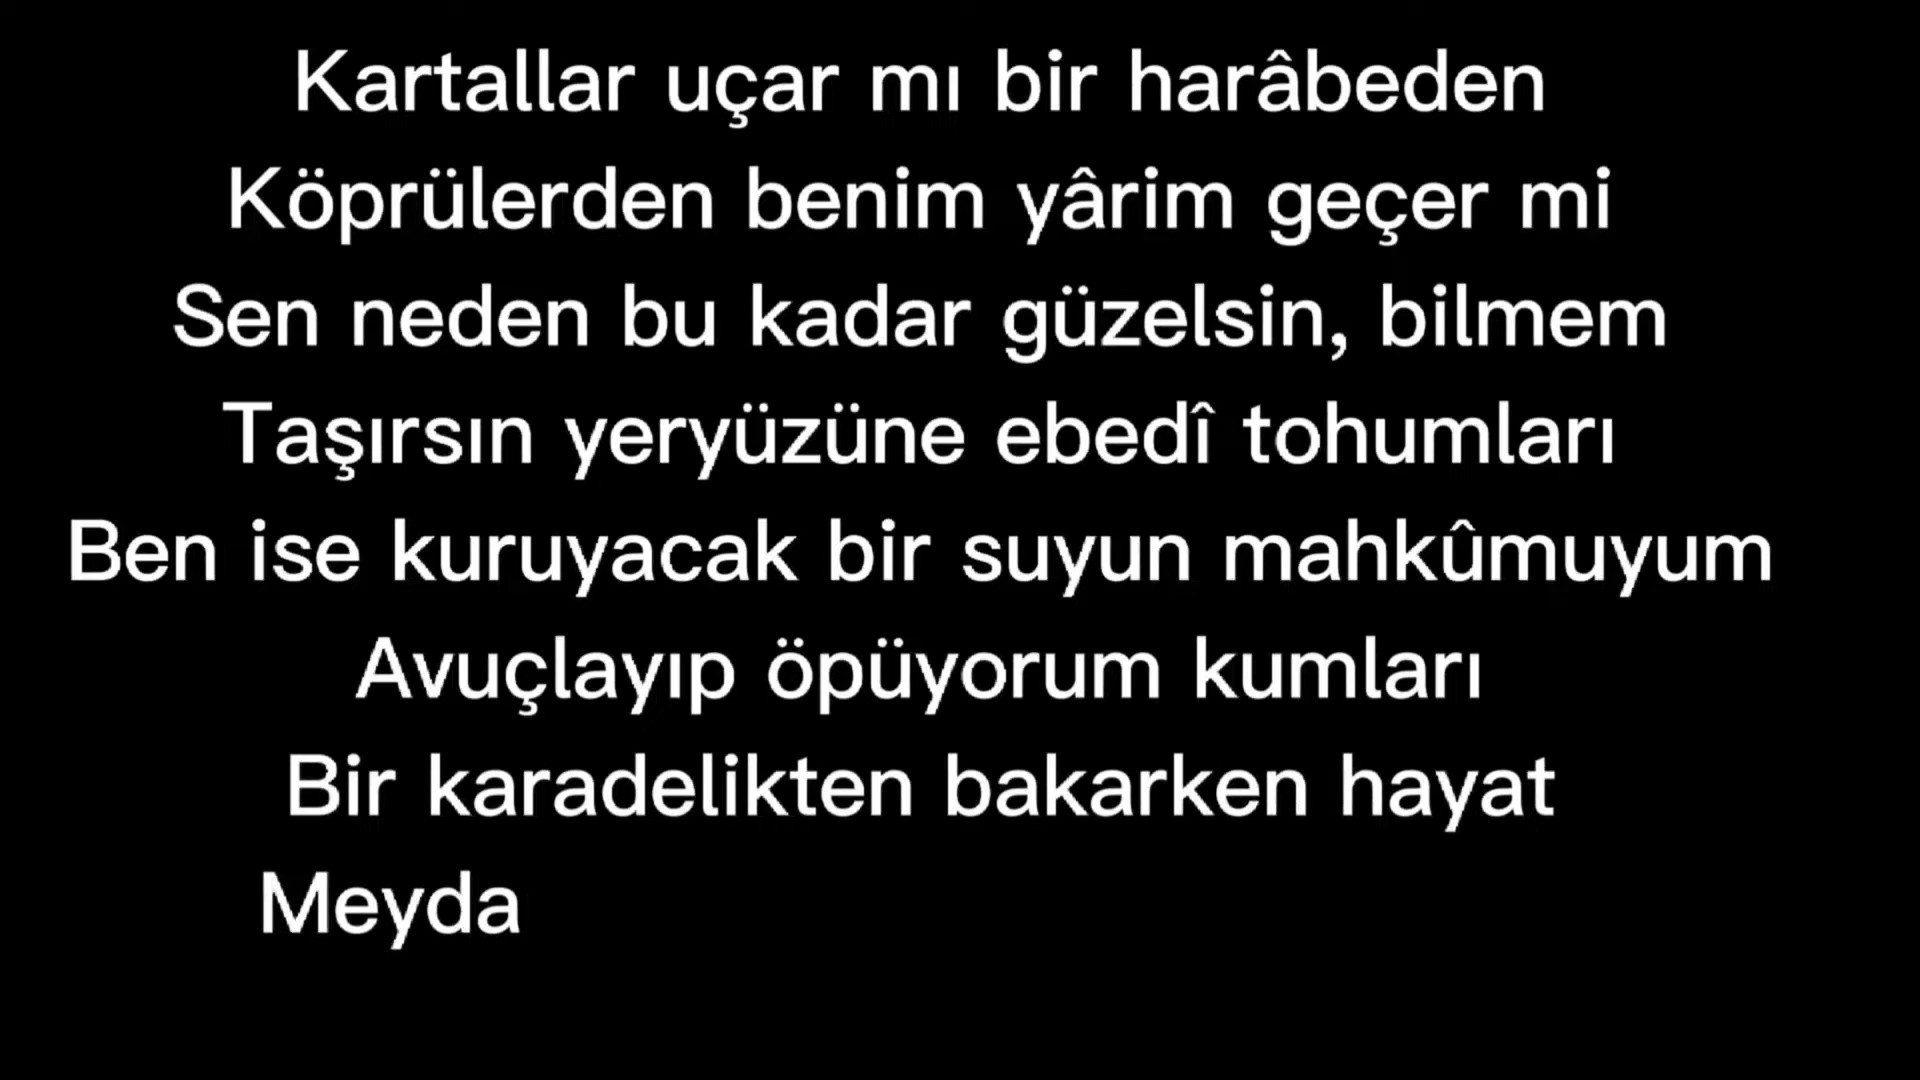 Kartallar uçar mı bir harâbeden
Köprülerden benim yârim geçer mi
Sen neden bu kadar güzelsin, bilmem
Taşırsın yeryüzüne ebedî tohumları
Ben ise kuruyacak bir suyun mahkûmuyum
Avuçlayıp öpüyorum kumları
Bir karadelikten bakarken hayat
Meyda